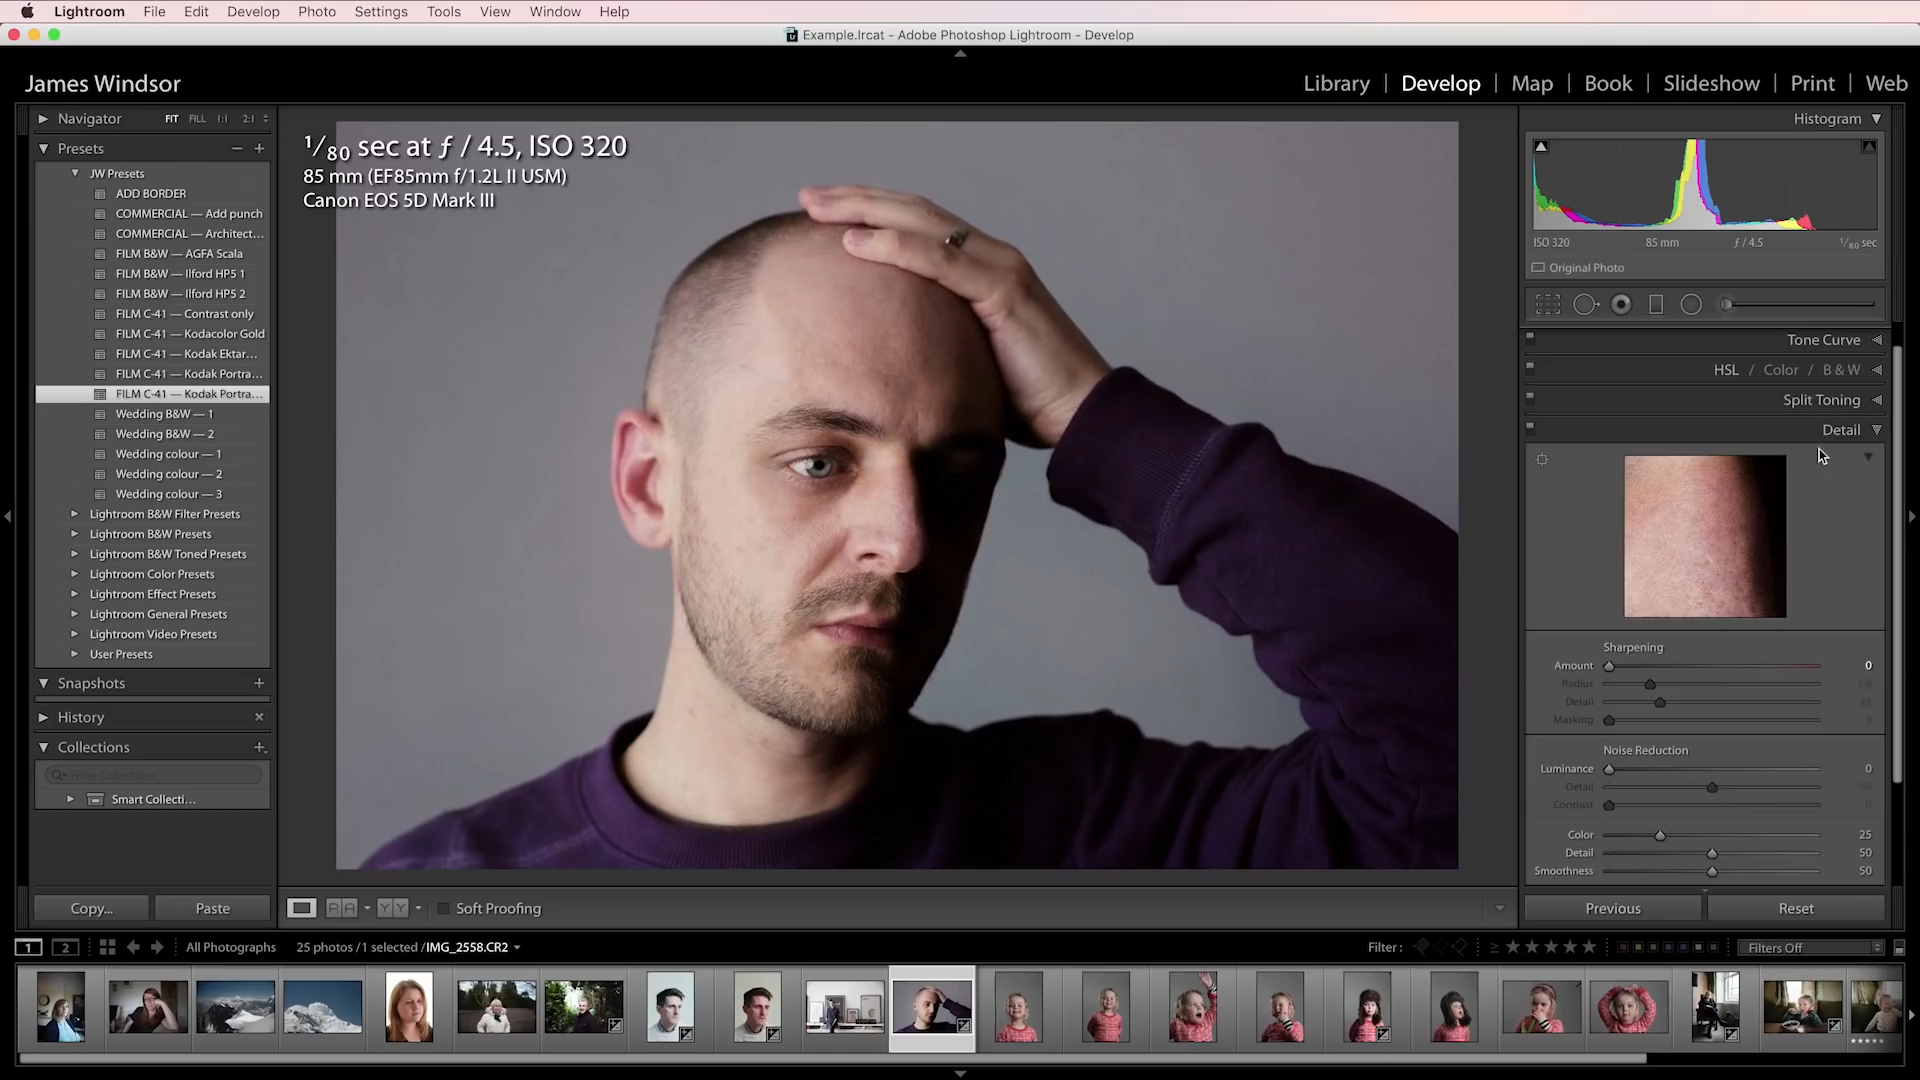 Lightroom File Edit Develop Photo Settings Tools View Window Help
Example.lrcat - Adobe Photoshop Lightroom - Develop
James Windsor
Library | Develop | Map | Book | Slideshow | Print | Web
Navigator FIT FILL 1:1 2:1
Presets
JW Presets
ADD BORDER
COMMERCIAL — Add punch
COMMERCIAL — Architect...
FILM B&W — AGFA Scala
FILM B&W — Ilford HP5 1
FILM B&W — Ilford HP5 2
FILM C-41 — Contrast only
FILM C-41 — Kodacolor Gold
FILM C-41 — Kodak Ektar...
FILM C-41 — Kodak Portra...
FILM C-41 — Kodak Portra...
Wedding B&W — 1
Wedding B&W — 2
Wedding colour — 1
Wedding colour — 2
Wedding colour — 3
Lightroom B&W Filter Presets
Lightroom B&W Presets
Lightroom B&W Toned Presets
Lightroom Color Presets
Lightroom Effect Presets
Lightroom General Presets
Lightroom Video Presets
User Presets
Snapshots
History
Collections
Filter Collections
Smart Collecti...
Copy... Paste
1/80 sec at ƒ / 4.5, ISO 320
85 mm (EF85mm f/1.2L II USM)
Canon EOS 5D Mark III
R A Y Y Soft Proofing
Histogram
ISO 320 85 mm ƒ / 4.5 1/80 sec
Original Photo
Tone Curve
HSL / Color / B & W
Split Toning
Detail
Sharpening
Amount 0
Radius 1.0
Detail
Masking 0
Noise Reduction
Luminance 0
Detail 50
Contrast 0
Color 25
Detail 50
Smoothness 50
Previous Reset
1 2 All Photographs 25 photos / 1 selected / IMG_2558.CR2 Filter : Filters Off